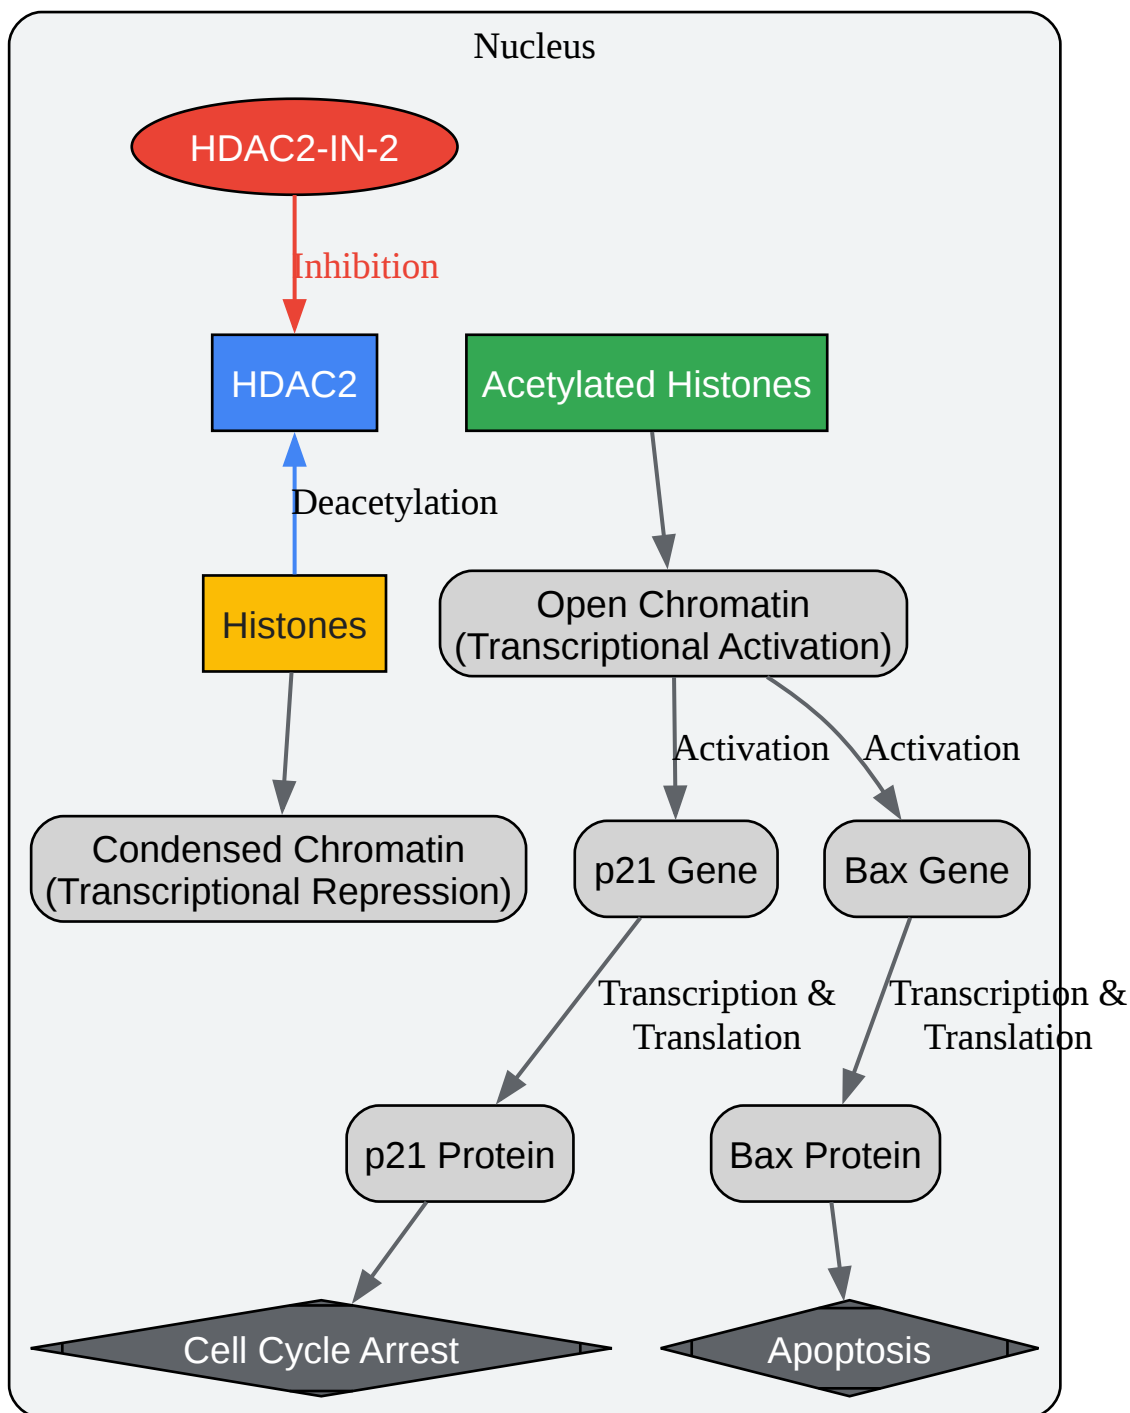 Nucleus
HDAC2-IN-2
Inhibition
HDAC2
Acetylated Histones
Deacetylation
Histones
Open Chromatin
(Transcriptional Activation)
Activation
Activation
Condensed Chromatin
(Transcriptional Repression)
p21 Gene
Bax Gene
Transcription &
Translation
Transcription &
Translation
p21 Protein
Bax Protein
Cell Cycle Arrest
Apoptosis